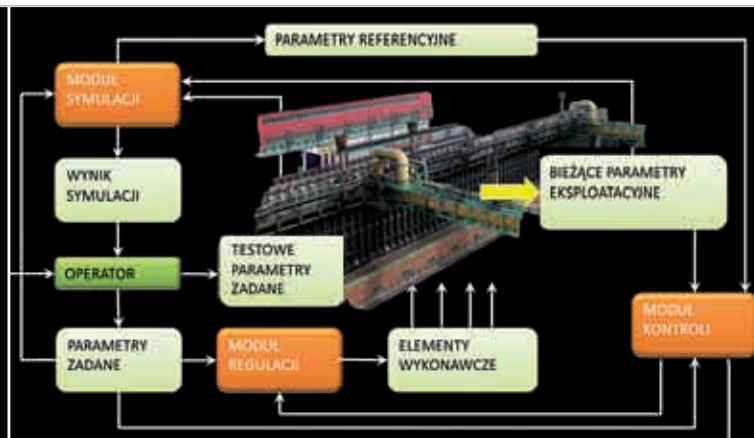 PARAMETRY REFERENCYJNE
MODUŁ
SYMULACJI
WYNIK
SYMULACJI
BIEŻĄCE PARAMETRY
EKSPLOATACYJNE
TESTOWE
PARAMETRY
ZADANE
OPERATOR
MODUŁ
KONTROLI
PARAMETRY
ZADANE
MODUŁ
REGULACJI
ELEMENTY
WYKONAWCZE